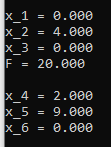 x_1 = 0.000
x_2 = 4.000
x_3 = 0.000
F = 20.000
x_4 = 2.000
x_5 = 9.000
x_6 = 0.000